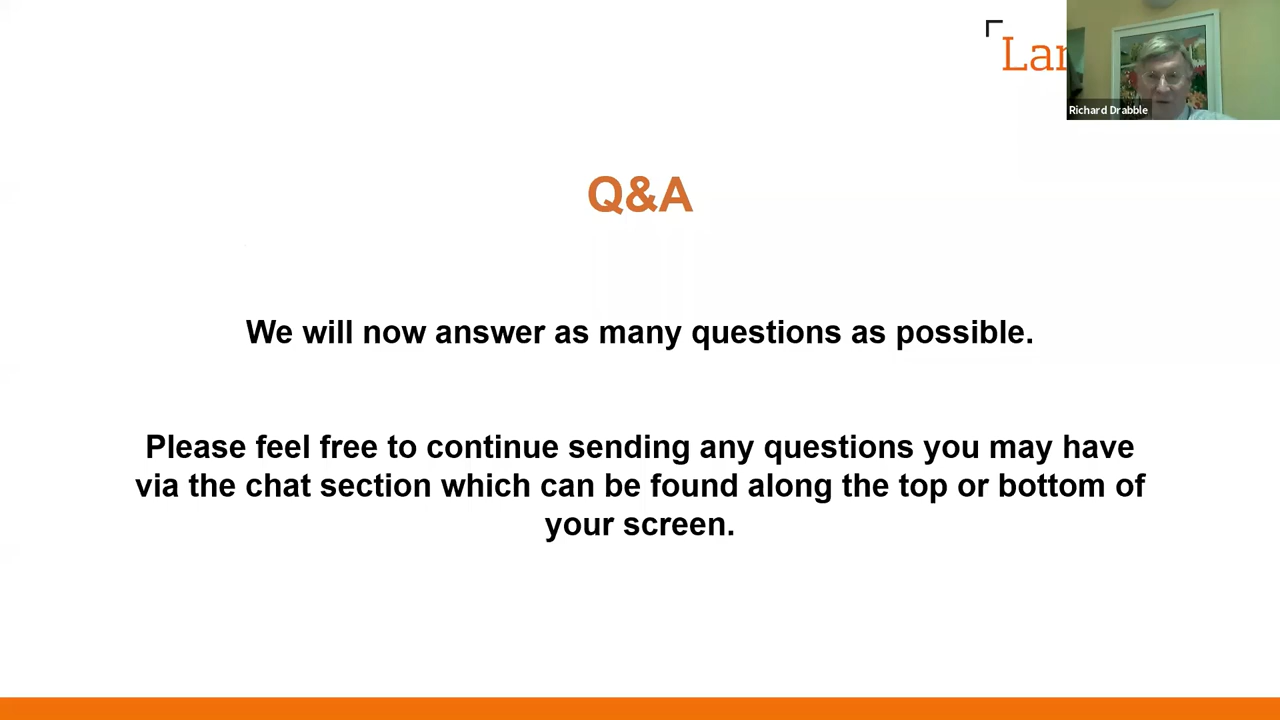 Lan
Richard Drabble
Q&A
We will now answer as many questions as possible.
Please feel free to continue sending any questions you may have
via the chat section which can be found along the top or bottom of
your screen.